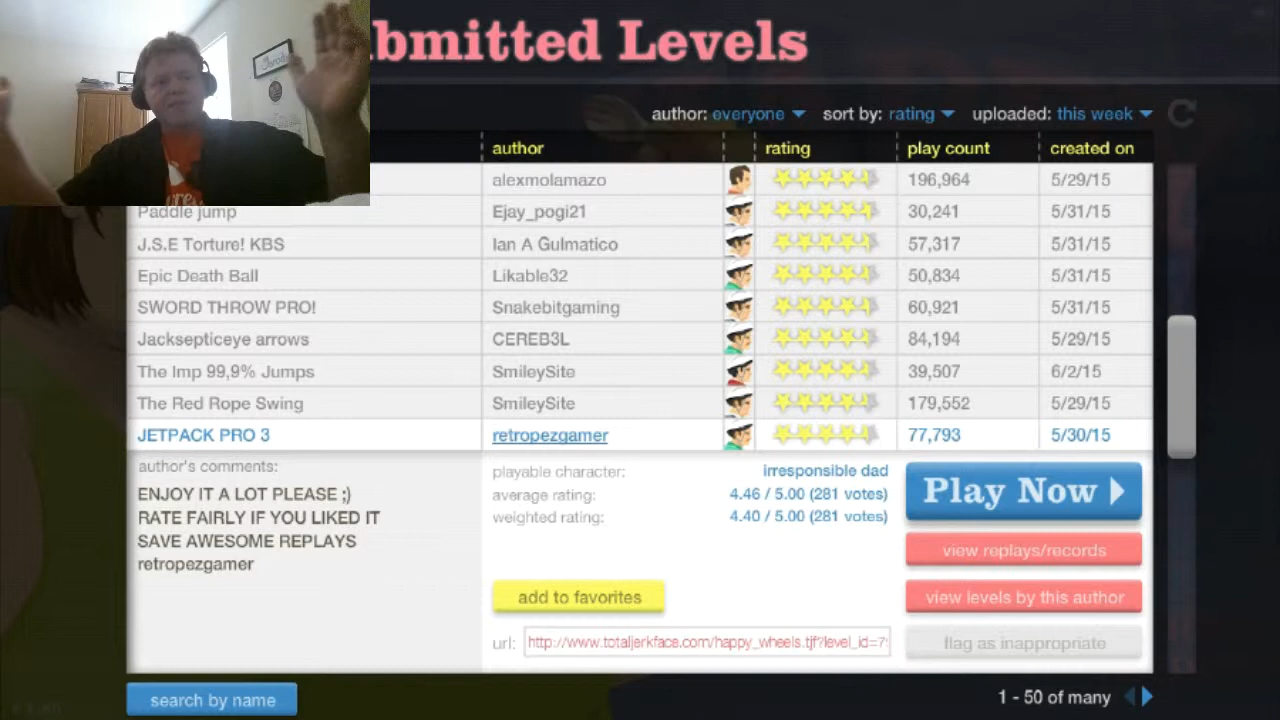 bmitted Levels
author: everyone sort by: rating uploaded: this week
author rating play count created on
alexmolamazo 196,964 5/29/15
Paddle jump Ejay_pogi21 30,241 5/31/15
J.S.E Torture! KBS Ian A Gulmatico 57,317 5/31/15
Epic Death Ball Likable32 50,834 5/31/15
SWORD THROW PRO! Snakebitgaming 60,921 5/31/15
Jacksepticeye arrows CEREB3L 84,194 5/29/15
The Imp 99,9% Jumps SmileySite 39,507 6/2/15
The Red Rope Swing SmileySite 179,552 5/29/15
JETPACK PRO 3 retropezgamer 77,793 5/30/15
author's comments:
ENJOY IT A LOT PLEASE ;)
RATE FAIRLY IF YOU LIKED IT
SAVE AWESOME REPLAYS
retropezgamer
playable character: irresponsible dad
average rating: 4.46 / 5.00 (281 votes)
weighted rating: 4.40 / 5.00 (281 votes)
add to favorites
url: http://www.totaljerkface.com/happy_wheels.tjf?level_id=7
Play Now
view replays/records
view levels by this author
flag as inappropriate
search by name
1 - 50 of many